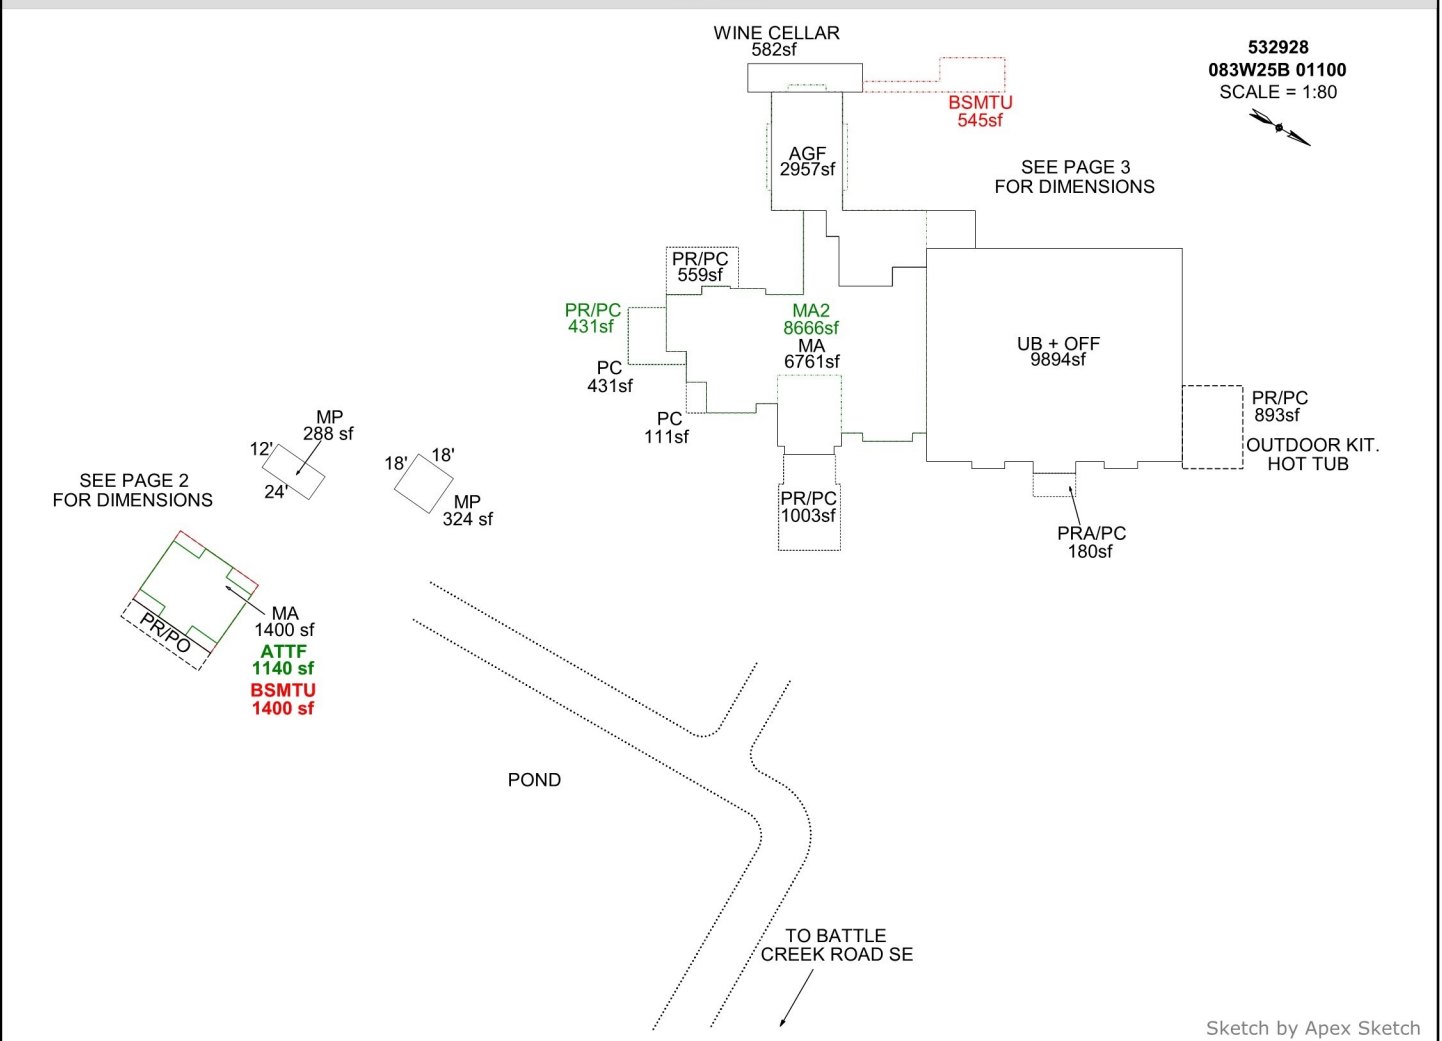 WINE CELLAR
582sf
532928
083W25B 01100
SCALE = 1:80
BSMTU
545sf
AGF
2957sf
SEE PAGE 3
FOR DIMENSIONS
PR/PC
559sf
PR/PC
431sf
MA2
8666sf
MA
6761sf
UB + OFF
9894sf
PC
431sf
PC
111sf
PR/PC
893sf
OUTDOOR KIT.
HOT TUB
MP
288 sf
12'
24'
18'
18'
MP
324 sf
SEE PAGE 2
FOR DIMENSIONS
PR/PC
1003sf
PRA/PC
180sf
PR/PO
MA
1400 sf
ATTF
1140 sf
BSMTU
1400 sf
POND
TO BATTLE
CREEK ROAD SE
Sketch by Apex Sketch